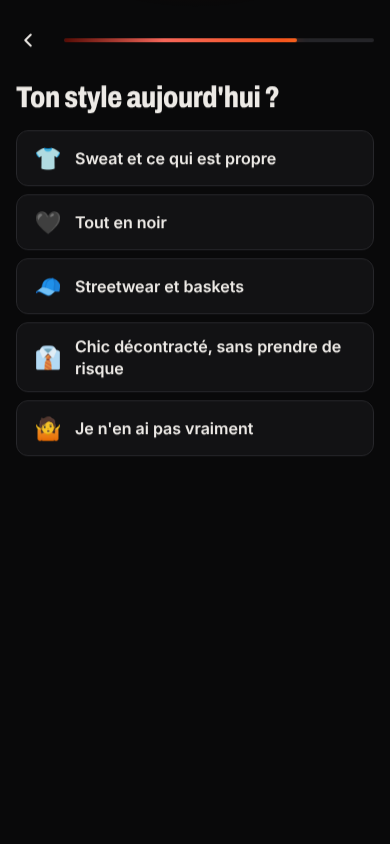 Ton style aujourd'hui ?
Sweat et ce qui est propre
Tout en noir
Streetwear et baskets
Chic décontracté, sans prendre de
risque
Je n'en ai pas vraiment